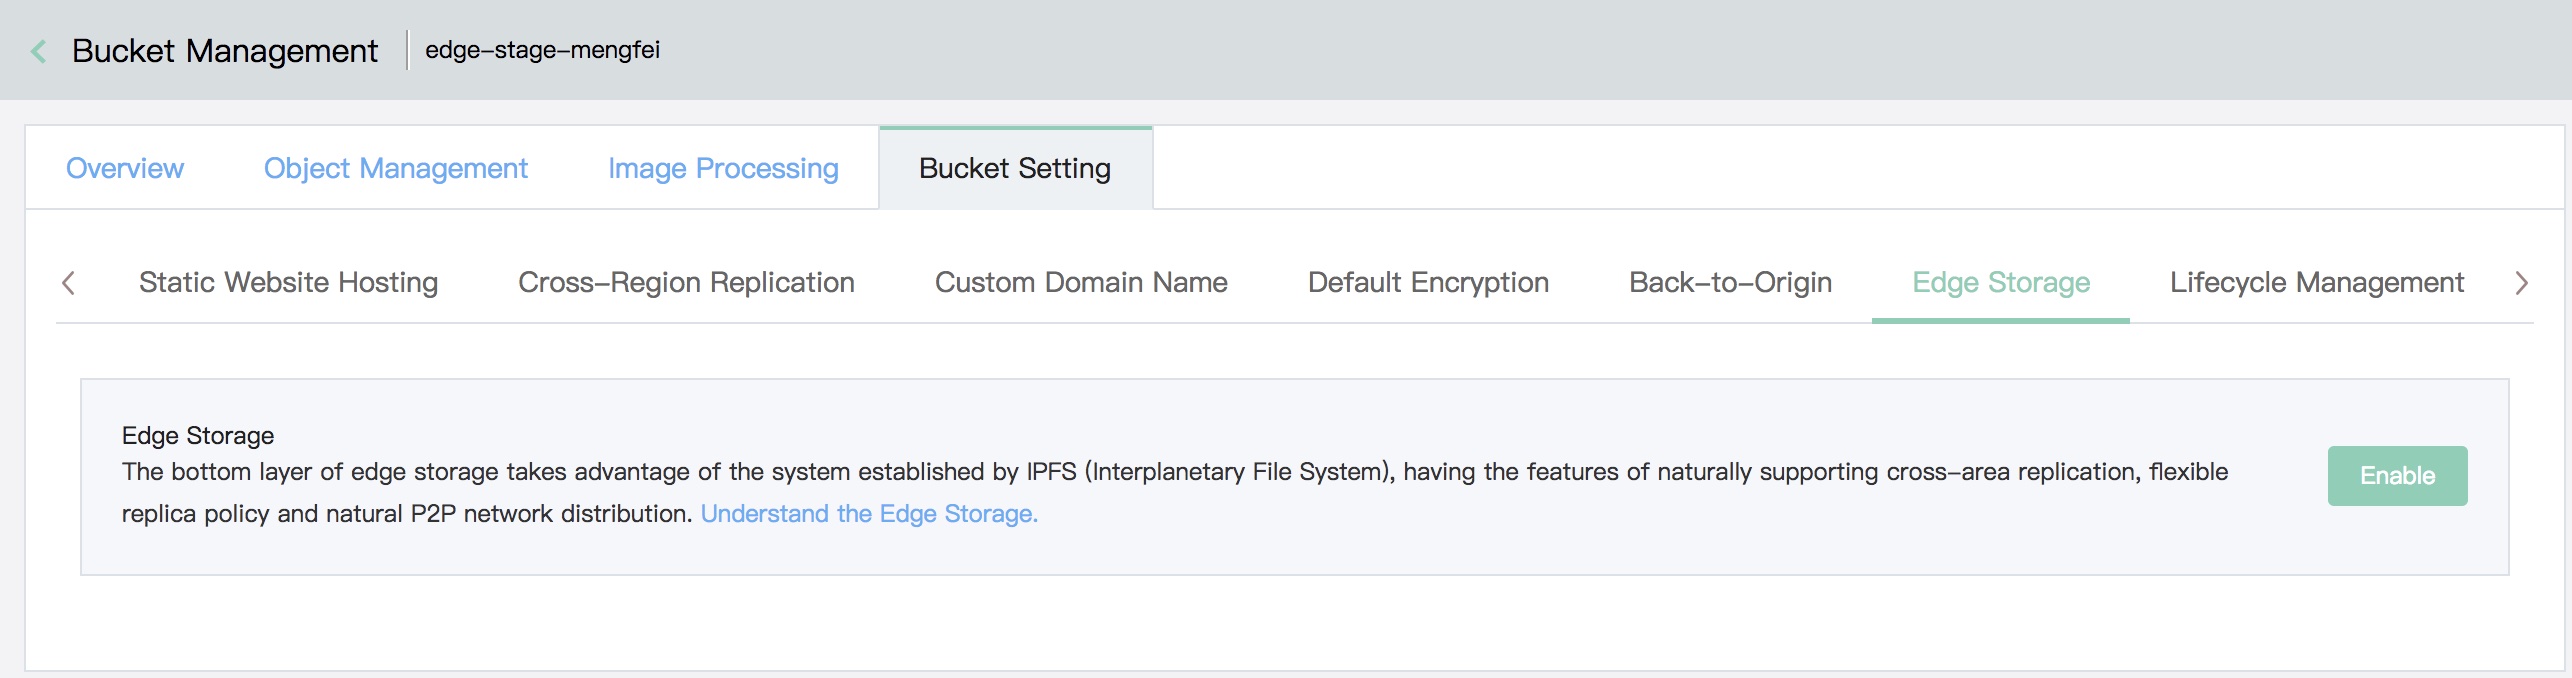 Bucket Management edge-stage-mengfei
Overview Object Management Image Processing Bucket Setting
Static Website Hosting Cross-Region Replication Custom Domain Name Default Encryption Back-to-Origin Edge Storage Lifecycle Management
Edge Storage
The bottom layer of edge storage takes advantage of the system established by IPFS (Interplanetary File System), having the features of naturally supporting cross-area replication, flexible
replica policy and natural P2P network distribution. Understand the Edge Storage.
Enable